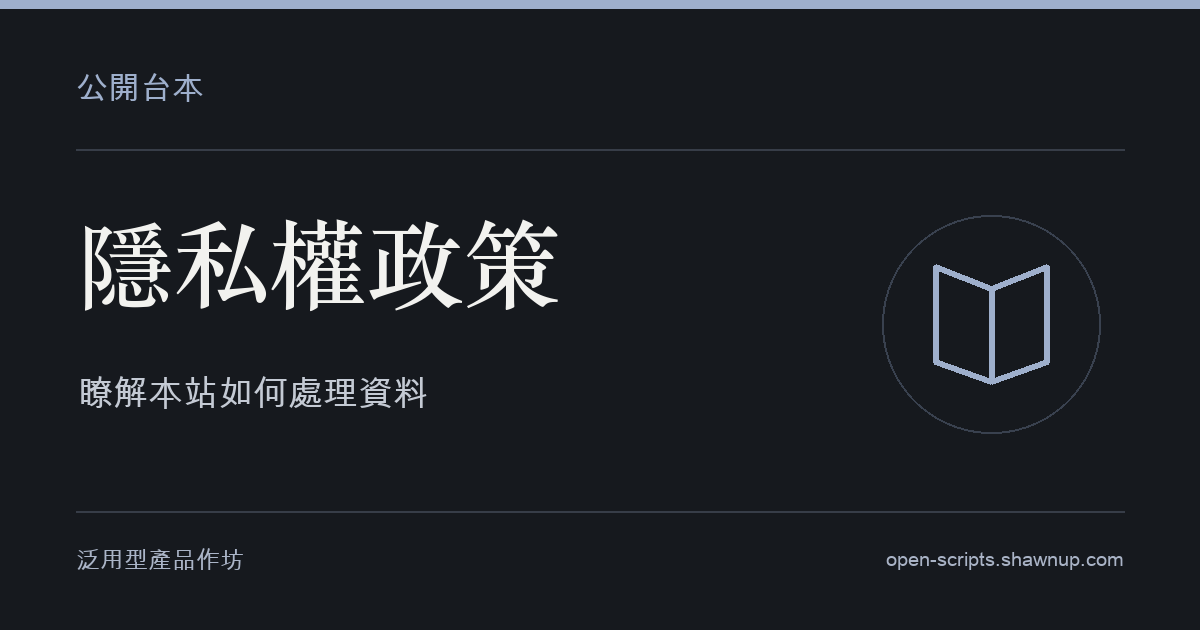 公開台本
隱私權政策
瞭解本站如何處理資料
泛用型產品作坊
open-scripts.shawnup.com